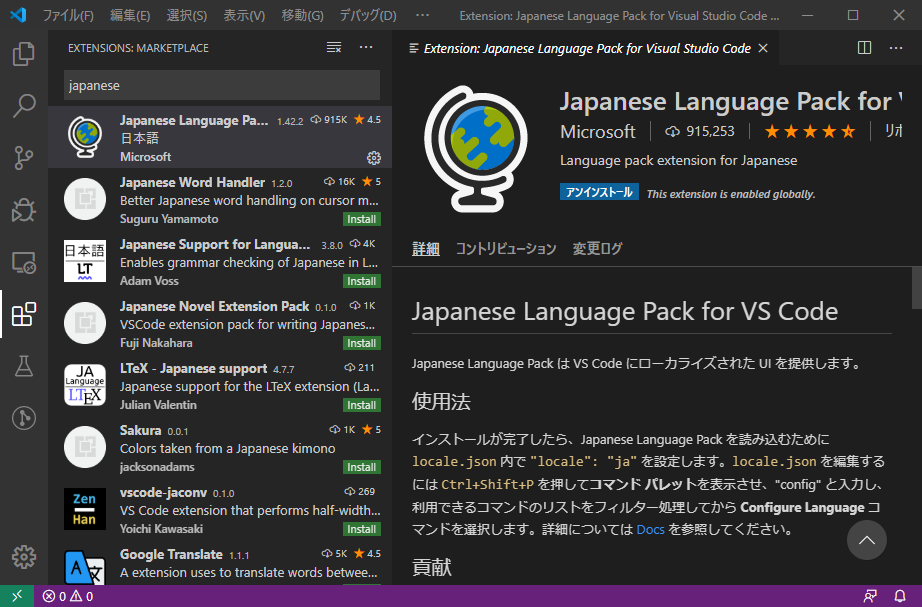 ファイル(F) 編集(E) 選択(S) 表示(V) 移動(G) デバッグ(D) ··· Extension: Japanese Language Pack for Visual Studio Code ...
EXTENSIONS: MARKETPLACE
japanese
Japanese Language Pa... 1.42.2 915K ★ 4.5
日本語
Microsoft
Japanese Word Handler 1.2.0 16K ★ 5
Better Japanese word handling on cursor m...
Suguru Yamamoto Install
日本語
LT
Japanese Support for Langua... 3.8.0 4K
Enables grammar checking of Japanese in L...
Adam Voss Install
Japanese Novel Extension Pack 0.1.0 1K
VSCode extension pack for writing Japanes...
Fuji Nakahara Install
JA
Language
LTEX
LTeX - Japanese support 4.7.7 211
Japanese support for the LTeX extension (La...
Julian Valentin Install
Sakura 0.0.1 1K ★ 5
Colors taken from a Japanese kimono
jacksonadams Install
Zen
Han
vscode-jaconv 0.1.0 269
VS Code extension that performs half-width...
Yoichi Kawasaki Install
A 文
Google Translate 1.1.1 5K ★ 4.5
A extension uses to translate words betwee...
Extension: Japanese Language Pack for Visual Studio Code ×
Japanese Language Pack for
Microsoft 915,253 リポ
Language pack extension for Japanese
アンインストール This extension is enabled globally.
詳細 コントリビューション 変更ログ
Japanese Language Pack for VS Code
Japanese Language Pack は VS Code にローカライズされた UI を提供します。
使用法
インストールが完了したら、Japanese Language Pack を読み込むために
locale.json 内で "locale": "ja" を設定します。locale.json を編集する
には Ctrl+Shift+P を押してコマンド パレットを表示させ、"config" と入力し、
利用できるコマンドのリストをフィルター処理してから Configure Language コ
マンドを選択します。詳細については Docs を参照してください。
貢献
0 0